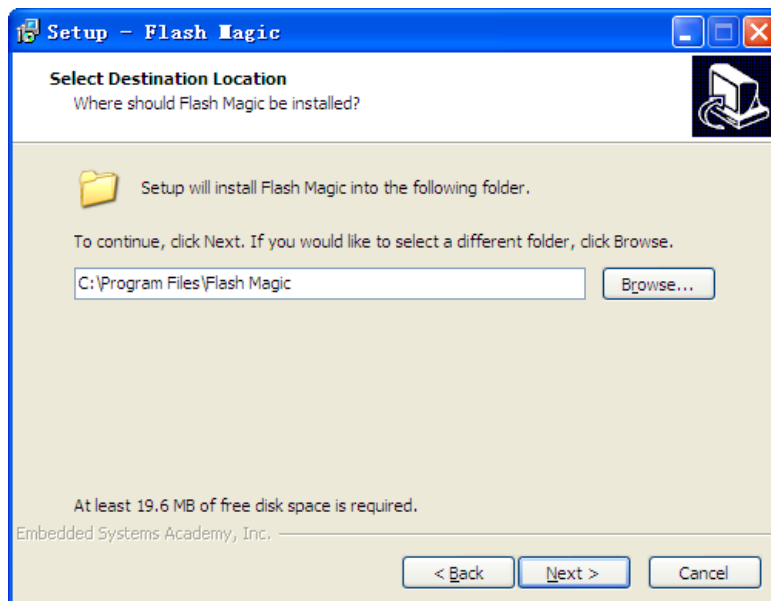 Setup - Flash Magic
Select Destination Location
Where should Flash Magic be installed?
Setup will install Flash Magic into the following folder.
To continue, click Next. If you would like to select a different folder, click Browse.
C:\Program Files\Flash Magic
Browse...
At least 19.6 MB of free disk space is required.
Embedded Systems Academy, Inc.
< Back
Next >
Cancel